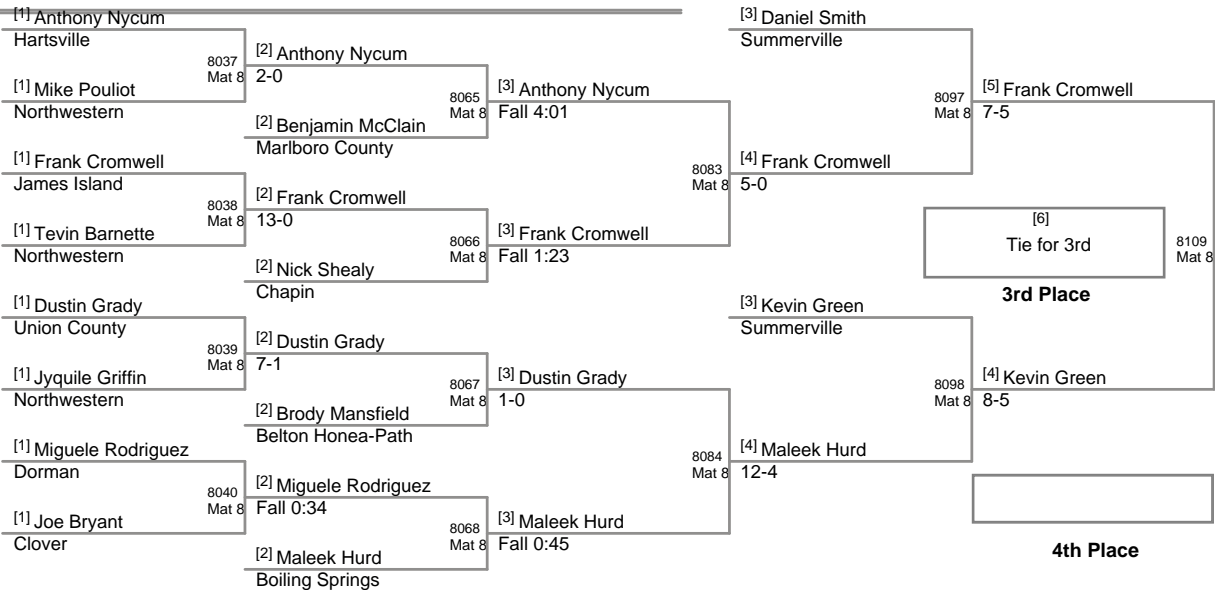 [1] Anthony Nycum
Hartsville
8037
Mat 8
[1] Mike Pouliot
Northwestern
[1] Frank Cromwell
James Island
8038
Mat 8
[1] Tevin Barnette
Northwestern
[1] Dustin Grady
Union County
8039
Mat 8
[1] Jyquile Griffin
Northwestern
[1] Miguele Rodriguez
Dorman
8040
Mat 8
[1] Joe Bryant
Clover
[2] Anthony Nycum
2-0
8065
Mat 8
[2] Benjamin McClain
Marlboro County
[2] Frank Cromwell
13-0
8066
Mat 8
[2] Nick Shealy
Chapin
[2] Dustin Grady
7-1
8067
Mat 8
[2] Brody Mansfield
Belton Honea-Path
[2] Miguele Rodriguez
Fall 0:34
8068
Mat 8
[2] Maleek Hurd
Boiling Springs
[3] Anthony Nycum
Fall 4:01
8083
Mat 8
[3] Frank Cromwell
Fall 1:23
[3] Dustin Grady
1-0
8084
Mat 8
[3] Maleek Hurd
Fall 0:45
[3] Daniel Smith
Summerville
8097
Mat 8
[4] Frank Cromwell
5-0
[3] Kevin Green
Summerville
8098
Mat 8
[4] Maleek Hurd
12-4
[5] Frank Cromwell
7-5
8109
Mat 8
[4] Kevin Green
8-5
[6]
Tie for 3rd
3rd Place
4th Place